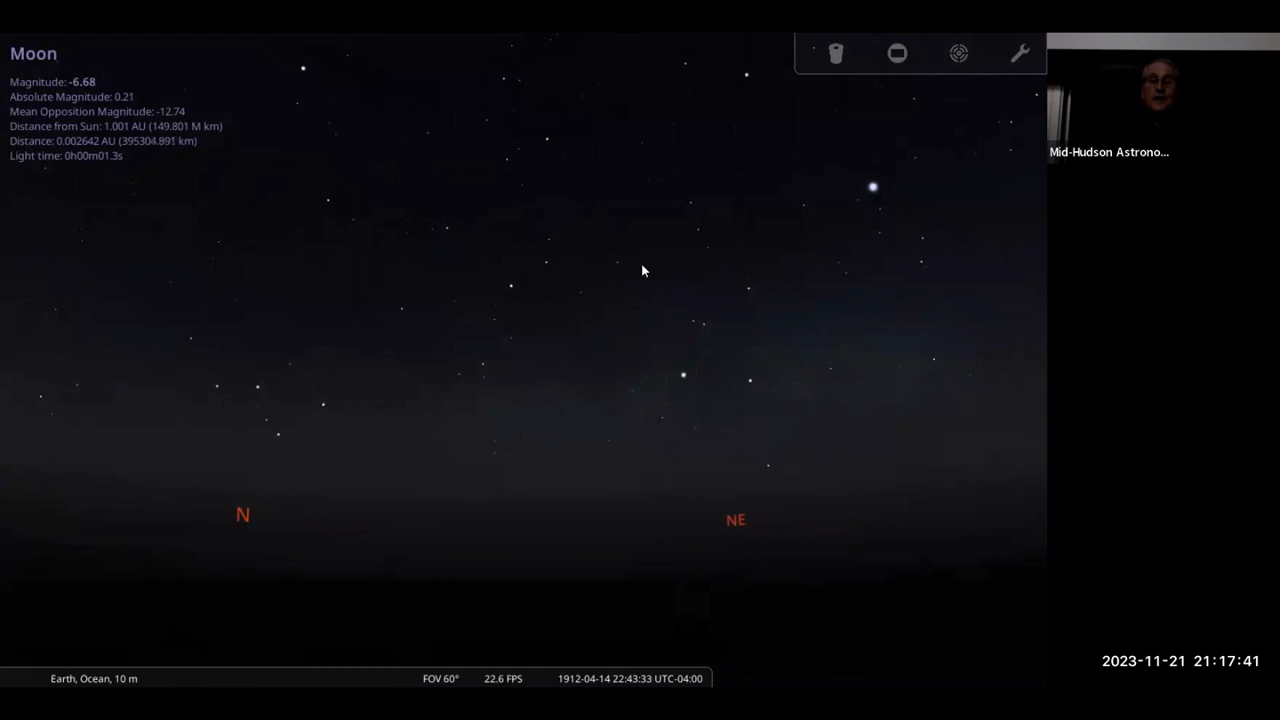 Moon
Magnitude: -6.68
Absolute Magnitude: 0.21
Mean Opposition Magnitude: -12.74
Distance from Sun: 1.001 AU (149.801 M km)
Distance: 0.002642 AU (395304.891 km)
Light time: 0h00m01.3s
Mid-Hudson Astrono...
N
NE
2023-11-21 21:17:41
Earth, Ocean, 10 m FOV 60° 22.6 FPS 1912-04-14 22:43:33 UTC-04:00